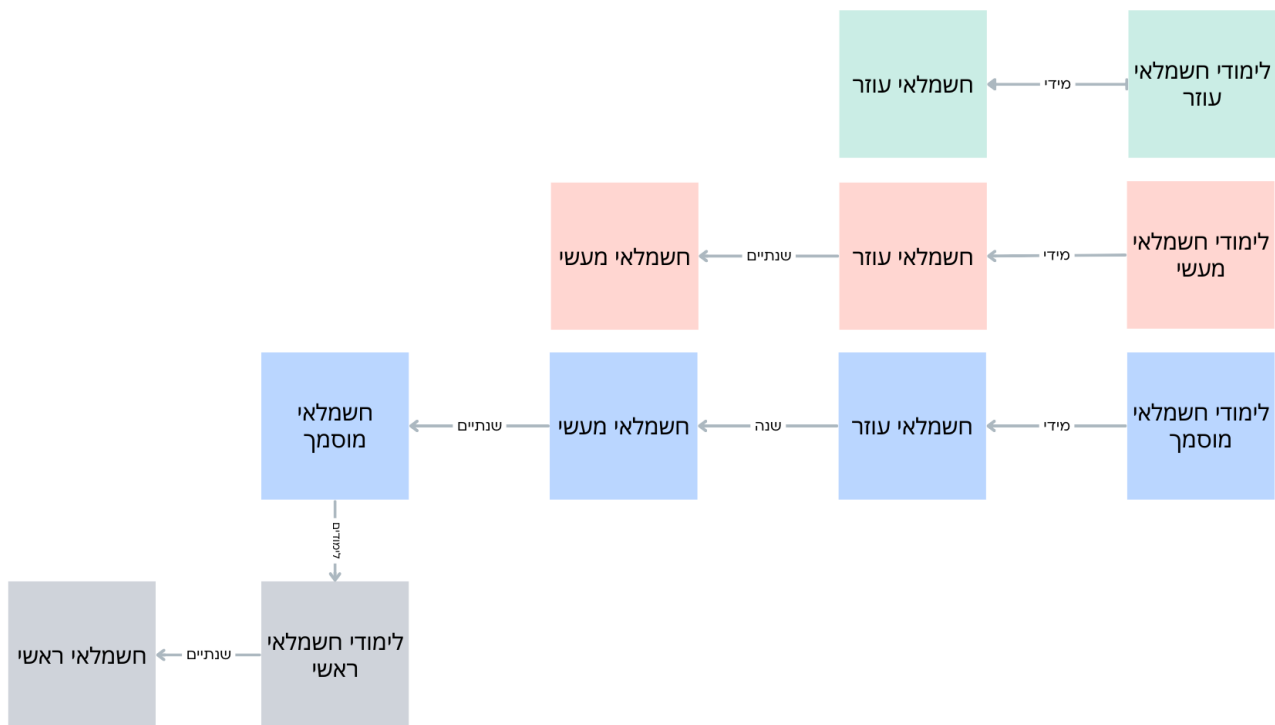 לימודי חשמלאי
עוזר
מידי
חשמלאי עוזר
לימודי חשמלאי
מעשי
מידי
חשמלאי עוזר
שנתיים
חשמלאי מעשי
לימודי חשמלאי
מוסמך
מידי
חשמלאי עוזר
שנה
חשמלאי מעשי
שנתיים
חשמלאי
מוסמך
לימודים
לימודי חשמלאי
ראשי
שנתיים
חשמלאי ראשי